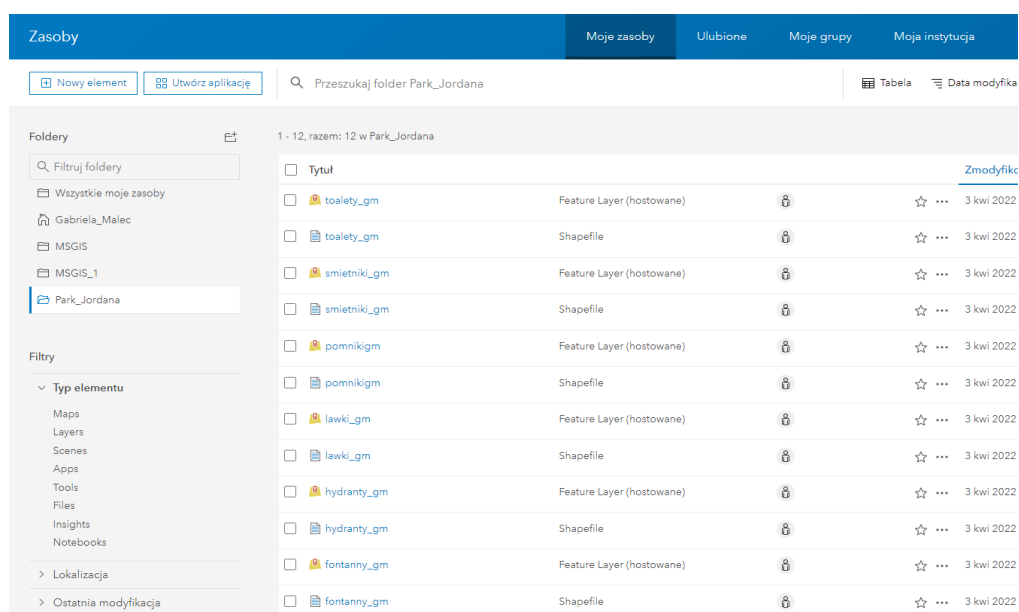 Zasoby Moje zasoby Ulubione Moje grupy Moja instytucja
Nowy element Utwórz aplikację Przeszukaj folder Park_Jordana Tabela Data modyfika
Foldery
Filtruj foldery
Wszystkie moje zasoby
Gabriela_Malec
MSGIS
MSGIS_1
Park_Jordana
Filtry
Typ elementu
Maps
Layers
Scenes
Apps
Tools
Files
Insights
Notebooks
Lokalizacja
Ostatnia modyfikacja
1 - 12, razem: 12 w Park_Jordana
Tytuł Zmodyfiko
toalety_gm Feature Layer (hostowane) 3 kwi 2022
toalety_gm Shapefile 3 kwi 2022
smietniki_gm Feature Layer (hostowane) 3 kwi 2022
smietniki_gm Shapefile 3 kwi 2022
pomnikigm Feature Layer (hostowane) 3 kwi 2022
pomnikigm Shapefile 3 kwi 2022
lawki_gm Feature Layer (hostowane) 3 kwi 2022
lawki_gm Shapefile 3 kwi 2022
hydranty_gm Feature Layer (hostowane) 3 kwi 2022
hydranty_gm Shapefile 3 kwi 2022
fontanny_gm Feature Layer (hostowane) 3 kwi 2022
fontanny_gm Shapefile 3 kwi 2022